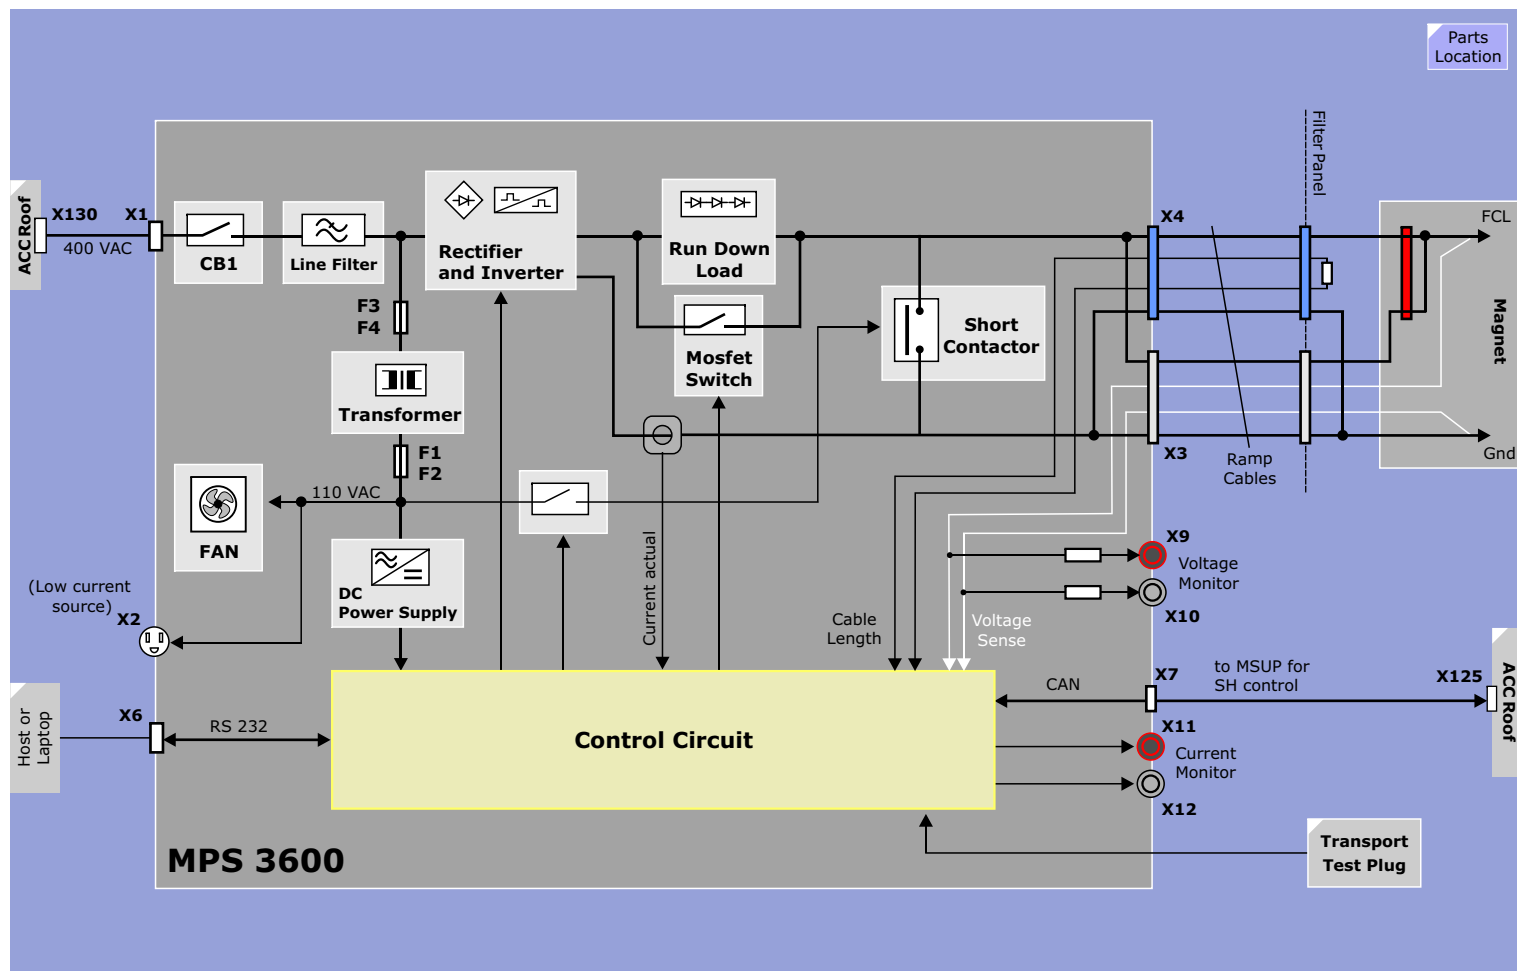 Parts
Location
Filter Panel
ACC Roof
X130
X1
400 VAC
CB1
Line Filter
Rectifier
and Inverter
Run Down
Load
X4
FCL
F3
F4
Mosfet
Switch
Short
Contactor
Magnet
Transformer
F1
F2
X3
Ramp
Cables
Gnd
110 VAC
FAN
DC
Power Supply
Current actual
X9
Voltage
Monitor
X10
(Low current
source)
X2
Cable
Length
Voltage
Sense
Host or
Laptop
X6
RS 232
Control Circuit
CAN
X7
to MSUP for
SH control
X125
ACC Roof
X11
Current
Monitor
X12
MPS 3600
Transport
Test Plug